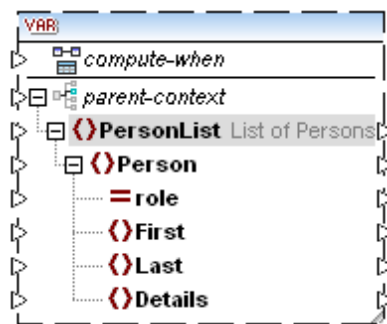 VAR
compute-when
parent-context
PersonList List of Persons
Person
role
First
Last
Details